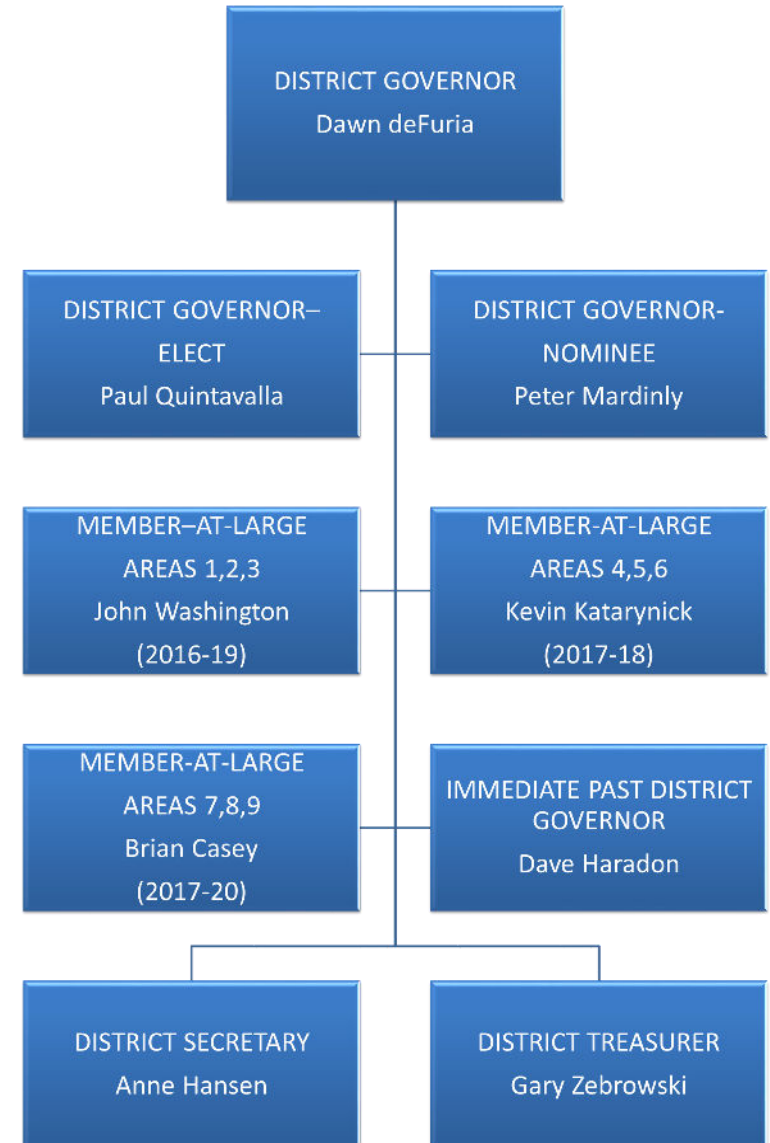 DISTRICT GOVERNOR
Dawn deFuria
DISTRICT GOVERNOR–
ELECT
Paul Quintavalla
DISTRICT GOVERNOR-
NOMINEE
Peter Mardinly
MEMBER–AT-LARGE
AREAS 1,2,3
John Washington
(2016-19)
MEMBER-AT-LARGE
AREAS 4,5,6
Kevin Katarynick
(2017-18)
MEMBER-AT-LARGE
AREAS 7,8,9
Brian Casey
(2017-20)
IMMEDIATE PAST DISTRICT
GOVERNOR
Dave Haradon
DISTRICT SECRETARY
Anne Hansen
DISTRICT TREASURER
Gary Zebrowski